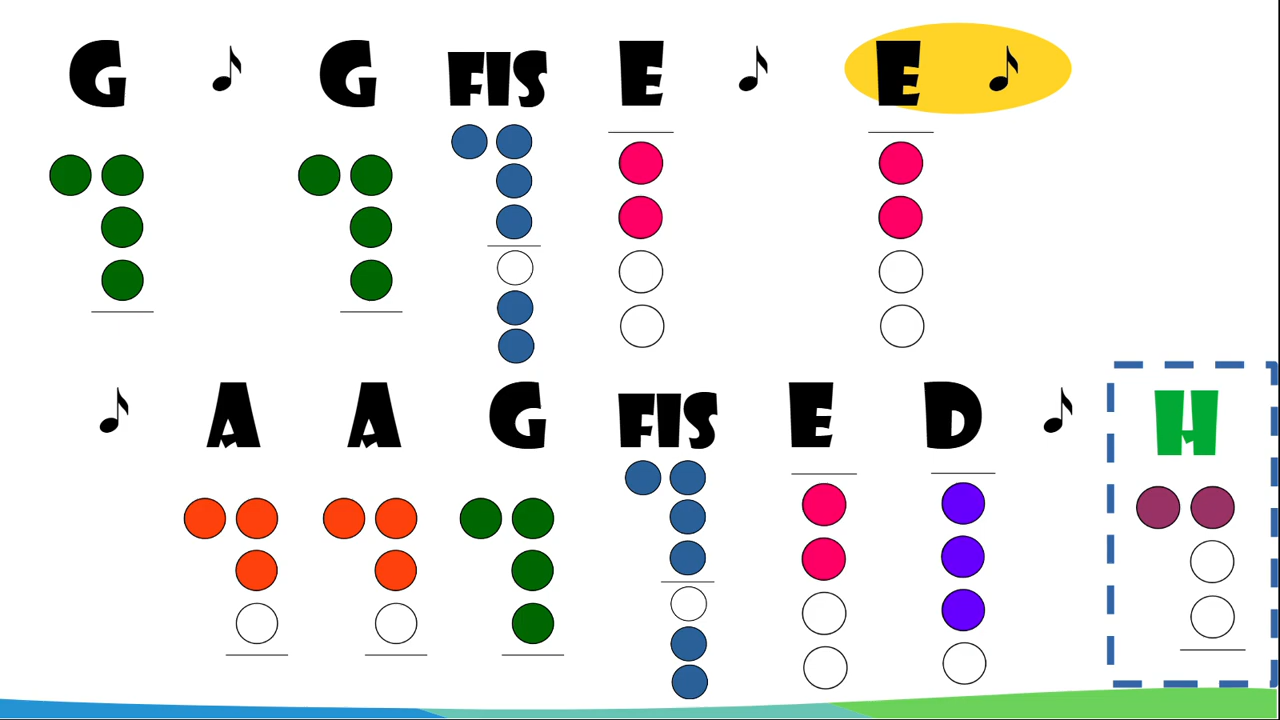 G ♪ G FIS E ♪ E ♪
♪ A A G FIS E D ♪ H